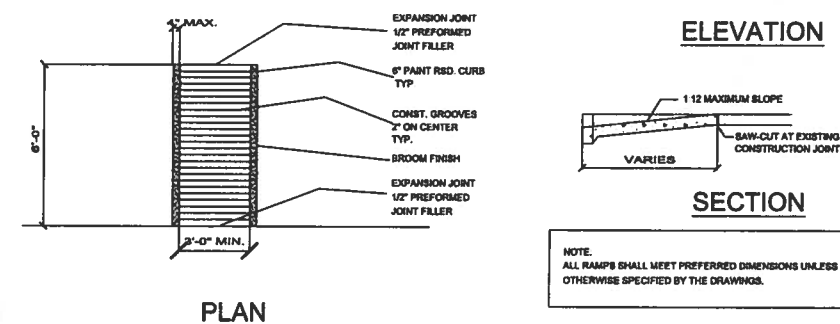 4" MAX.
EXPANSION JOINT
1/2" PREFORMED
JOINT FILLER
6" PAINT RSD. CURB
TYP
CONST. GROOVES
2" ON CENTER
TYP.
BROOM FINISH
EXPANSION JOINT
1/2" PREFORMED
JOINT FILLER
6'-0"
3'-0" MIN.
PLAN
ELEVATION
1 12 MAXIMUM SLOPE
SAW-CUT AT EXISTING
CONSTRUCTION JOINT
VARIES
SECTION
NOTE.
ALL RAMPS SHALL MEET PREFERRED DIMENSIONS UNLESS
OTHERWISE SPECIFIED BY THE DRAWINGS.